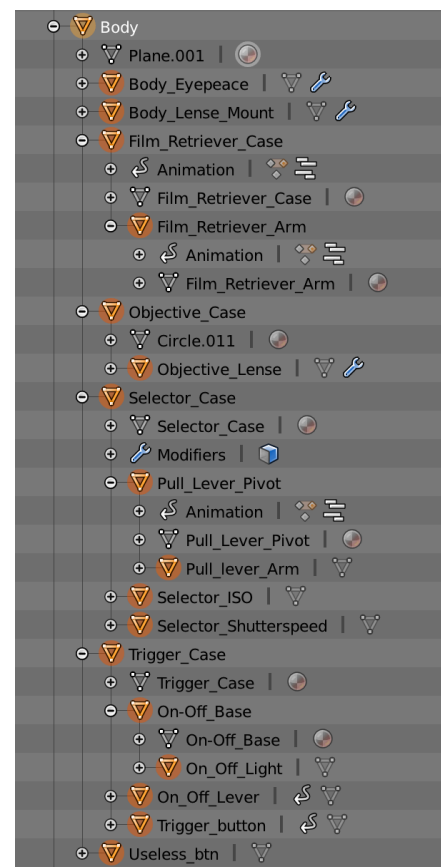 Body
Plane.001
Body_Eyepeace
Body_Lense_Mount
Film_Retriever_Case
Animation
Film_Retriever_Case
Film_Retriever_Arm
Animation
Film_Retriever_Arm
Objective_Case
Circle.011
Objective_Lense
Selector_Case
Selector_Case
Modifiers
Pull_Lever_Pivot
Animation
Pull_Lever_Pivot
Pull_lever_Arm
Selector_ISO
Selector_Shutterspeed
Trigger_Case
Trigger_Case
On-Off_Base
On-Off_Base
On_Off_Light
On_Off_Lever
Trigger_button
Useless_btn